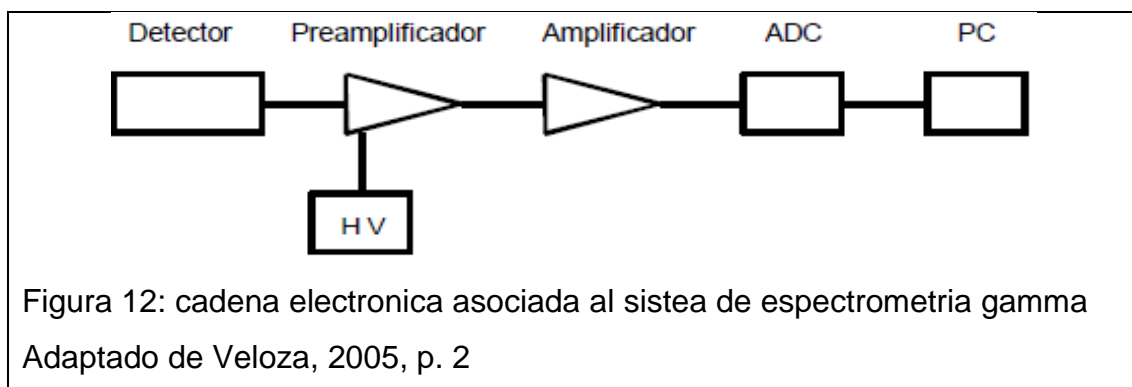 Detector Preamplificador Amplificador ADC PC
H V
Figura 12: cadena electronica asociada al sistea de espectrometria gamma
Adaptado de Veloza, 2005, p. 2